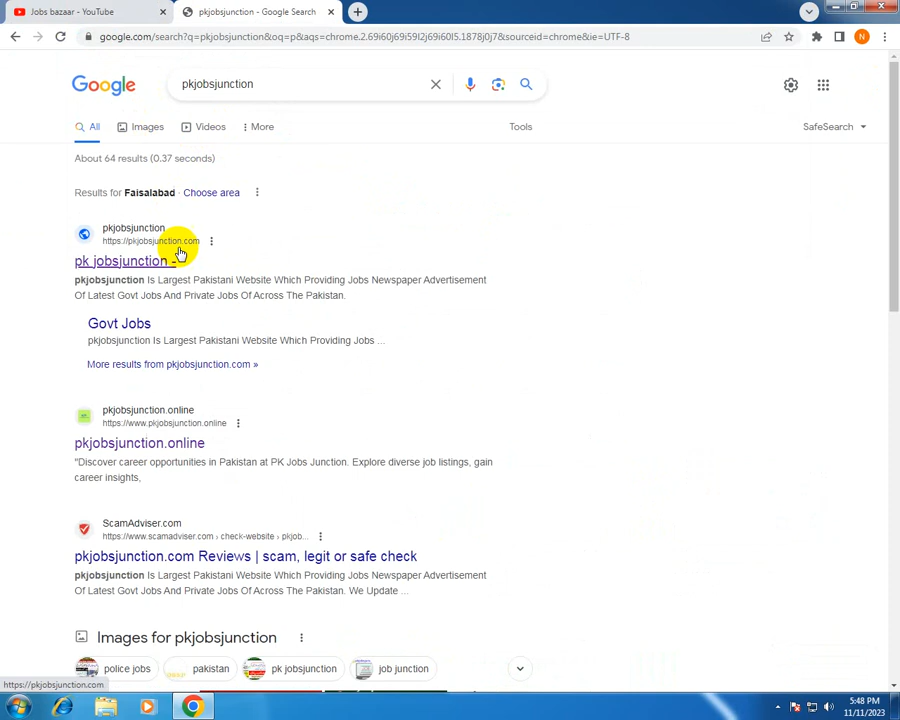 Jobs bazaar - YouTube
pkjobsjunction - Google Search
google.com/search?q=pkjobsjunction&oq=p&aqs=chrome.2.69i60j69i59l2j69i60l5.1878j0j7&sourceid=chrome&ie=UTF-8
N
Google
pkjobsjunction
All
Images
Videos
More
Tools
SafeSearch
About 64 results (0.37 seconds)
Results for Faisalabad · Choose area
pkjobsjunction
https://pkjobsjunction.com
pk jobsjunction -
pkjobsjunction Is Largest Pakistani Website Which Providing Jobs Newspaper Advertisement
Of Latest Govt Jobs And Private Jobs Of Across The Pakistan.
Govt Jobs
pkjobsjunction Is Largest Pakistani Website Which Providing Jobs ...
More results from pkjobsjunction.com »
pkjobsjunction.online
https://www.pkjobsjunction.online
pkjobsjunction.online
"Discover career opportunities in Pakistan at PK Jobs Junction. Explore diverse job listings, gain
career insights,
ScamAdviser.com
https://www.scamadviser.com › check-website › pkjob...
pkjobsjunction.com Reviews | scam, legit or safe check
pkjobsjunction Is Largest Pakistani Website Which Providing Jobs Newspaper Advertisement
Of Latest Govt Jobs And Private Jobs Of Across The Pakistan. We Update ...
Images for pkjobsjunction
police jobs
pakistan
pk jobsjunction
job junction
https://pkjobsjunction.com
5:48 PM
11/11/2023